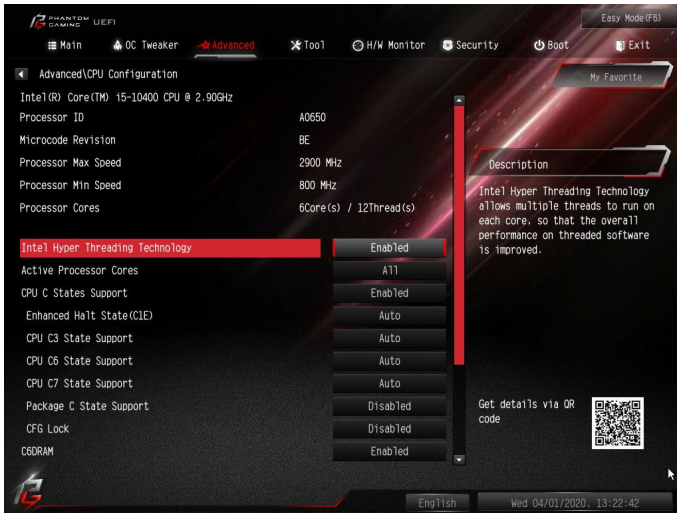 PHANTOM GAMING UEFI
Easy Mode(F6)
Main OC Tweaker Advanced Tool H/W Monitor Security Boot Exit
Advanced\CPU Configuration
My Favorite
Intel(R) Core(TM) i5-10400 CPU @ 2.90GHz
Processor ID A0650
Microcode Revision BE
Processor Max Speed 2900 MHz
Processor Min Speed 800 MHz
Processor Cores 6Core(s) / 12Thread(s)
Intel Hyper Threading Technology Enabled
Active Processor Cores All
CPU C States Support Enabled
Enhanced Halt State(C1E) Auto
CPU C3 State Support Auto
CPU C6 State Support Auto
CPU C7 State Support Auto
Package C State Support Disabled
CFG Lock Disabled
C6DRAM Enabled
Description
Intel Hyper Threading Technology
allows multiple threads to run on
each core. so that the overall
performance on threaded software
is improved.
Get details via QR
code
English
Wed 04/01/2020. 13:22:42